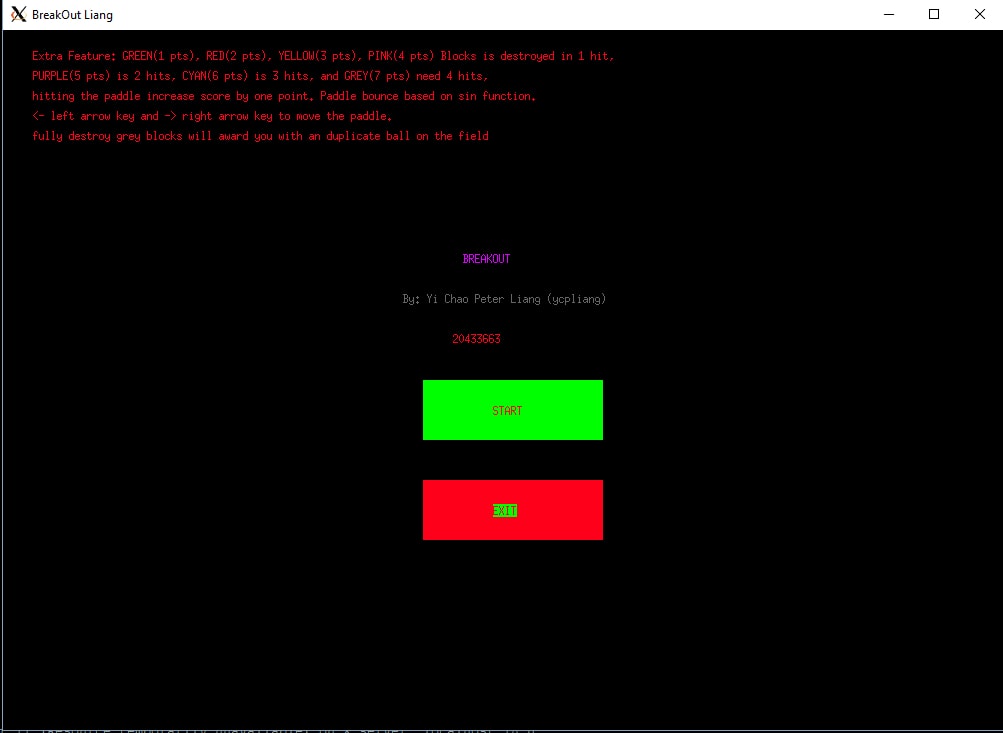 BreakOut Liang
Extra Feature: GREEN(1 pts), RED(2 pts), YELLOW(3 pts), PINK(4 pts) Blocks is destroyed in 1 hit,
PURPLE(5 pts) is 2 hits, CYAN(6 pts) is 3 hits, and GREY(7 pts) need 4 hits,
hitting the paddle increase score by one point. Paddle bounce based on sin function.
<- left arrow key and -> right arrow key to move the paddle.
fully destroy grey blocks will award you with an duplicate ball on the field
BREAKOUT
By: Yi Chao Peter Liang (ycpliang)
20433663
START
EXIT